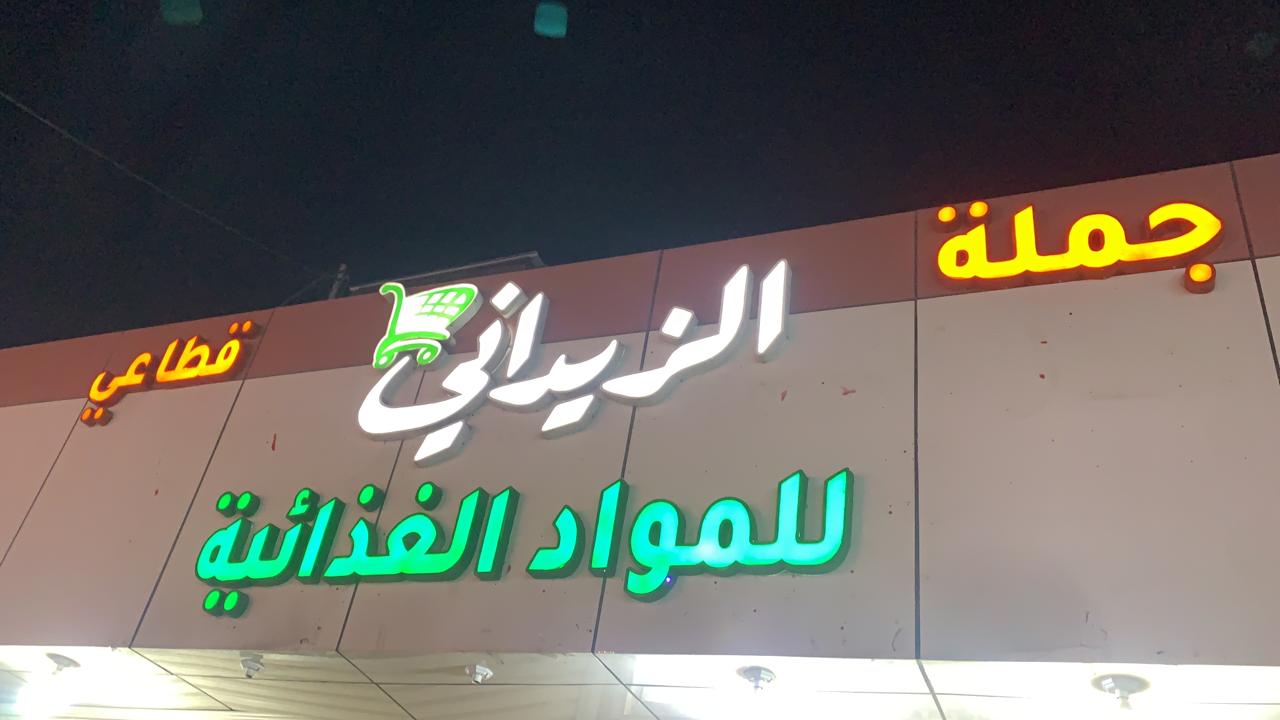 جملة
الزيداني
قطاعي
للمواد الغذائية